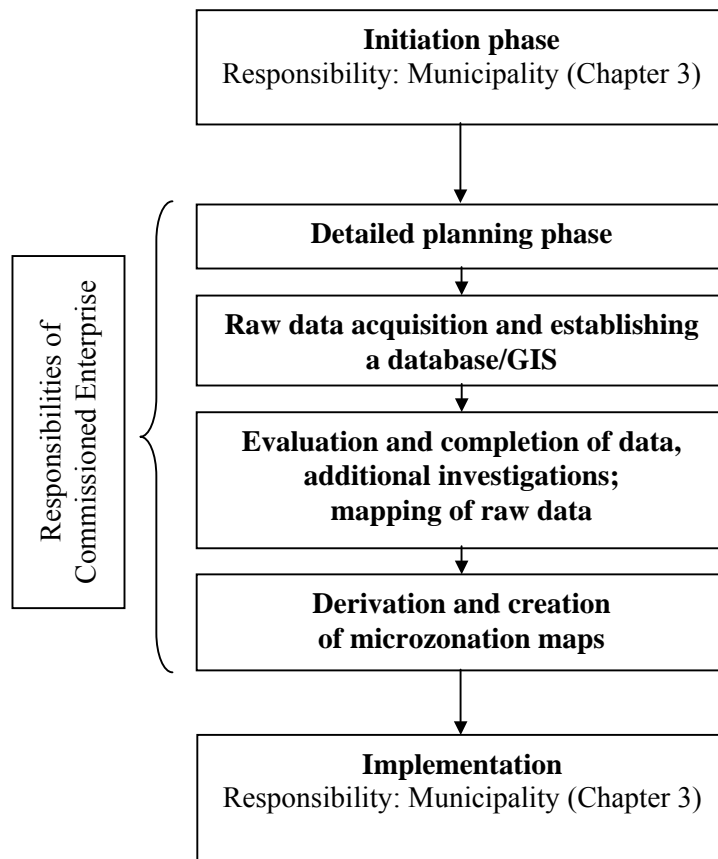 Initiation phase
Responsibility: Municipality (Chapter 3)
Responsibilities of
Commissioned Enterprise
Detailed planning phase
Raw data acquisition and establishing
a database/GIS
Evaluation and completion of data,
additional investigations;
mapping of raw data
Derivation and creation
of microzonation maps
Implementation
Responsibility: Municipality (Chapter 3)